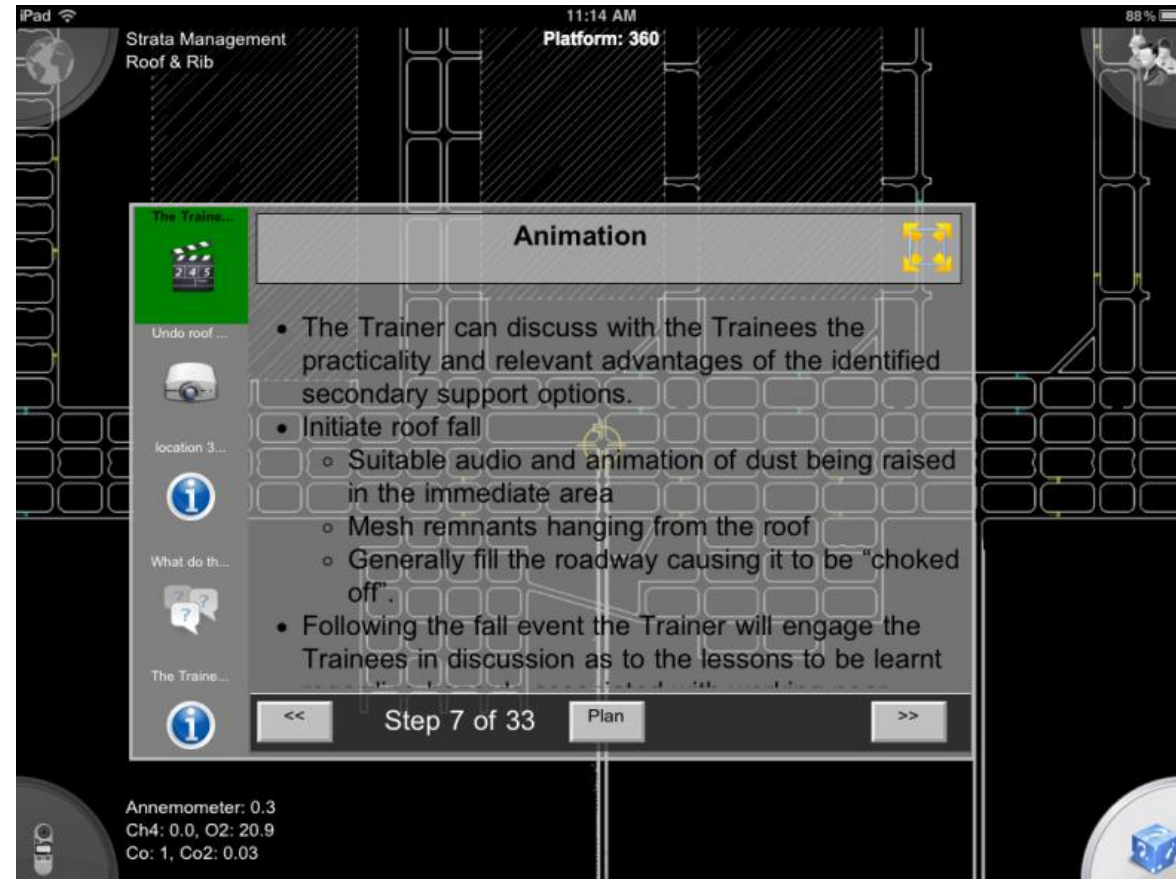 iPad
11:14 AM
88%
Strata Management
Roof & Rib
Platform: 360
The Traine...
2 4 5
Undo roof ...
location 3...
What do th...
The Traine...
Animation
• The Trainer can discuss with the Trainees the
practicality and relevant advantages of the identified
secondary support options.
• Initiate roof fall
◦ Suitable audio and animation of dust being raised
in the immediate area
◦ Mesh remnants hanging from the roof
◦ Generally fill the roadway causing it to be “choked
off”.
• Following the fall event the Trainer will engage the
Trainees in discussion as to the lessons to be learnt
<<
Step 7 of 33
Plan
>>
Annemometer: 0.3
Ch4: 0.0, O2: 20.9
Co: 1, Co2: 0.03